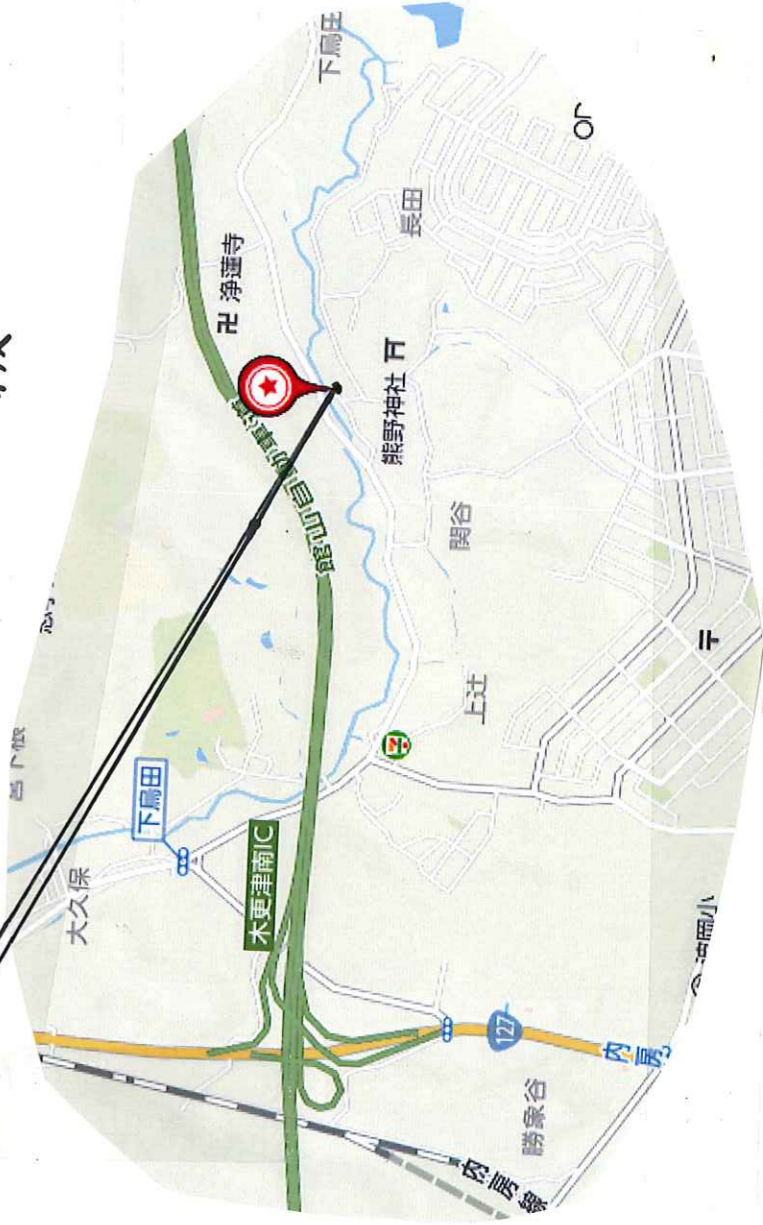 下烏田
卍 浄蓮寺
長田
熊野神社
館山自動車道
関谷
上辻
〒
下烏田
大久保
木更津南IC
127
内房
勝象谷
内房線